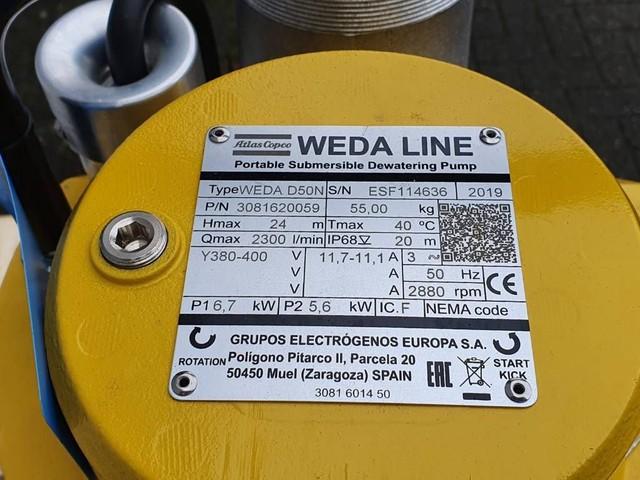 Atlas Copco WEDA LINE
Portable Submersible Dewatering Pump
Type WEDA D50N S/N ESF114636 2019
P/N 3081620059 55,00 kg
Hmax 24 m Tmax 40 °C
Qmax 2300 l/min IP68 20 m
Y380-400 V 11,7-11,1 A 3 ~
V A 50 Hz
V A 2880 rpm CE
P1 6,7 kW P2 5,6 kW IC.F NEMA code
GRUPOS ELECTRÓGENOS EUROPA S.A.
ROTATION Polígono Pitarco II, Parcela 20 START
50450 Muel (Zaragoza) SPAIN EAC KICK
3081 6014 50